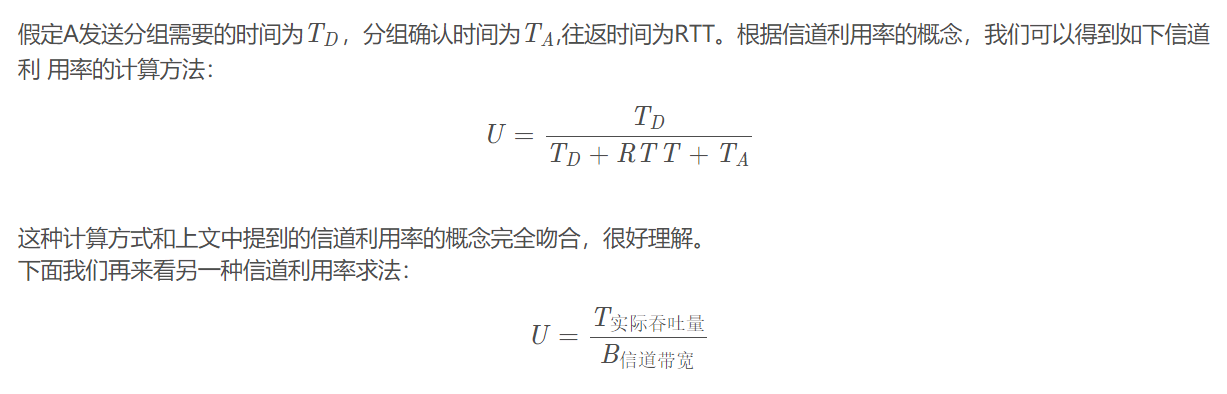 假定A发送分组需要的时间为T_D，分组确认时间为T_A,往返时间为RTT。根据信道利用率的概念，我们可以得到如下信道
利 用率的计算方法：
U = \frac{T_D}{T_D + RTT + T_A}
这种计算方式和上文中提到的信道利用率的概念完全吻合，很好理解。
下面我们再来看另一种信道利用率求法：
U = \frac{T_{实际吞吐量}}{B_{信道带宽}}